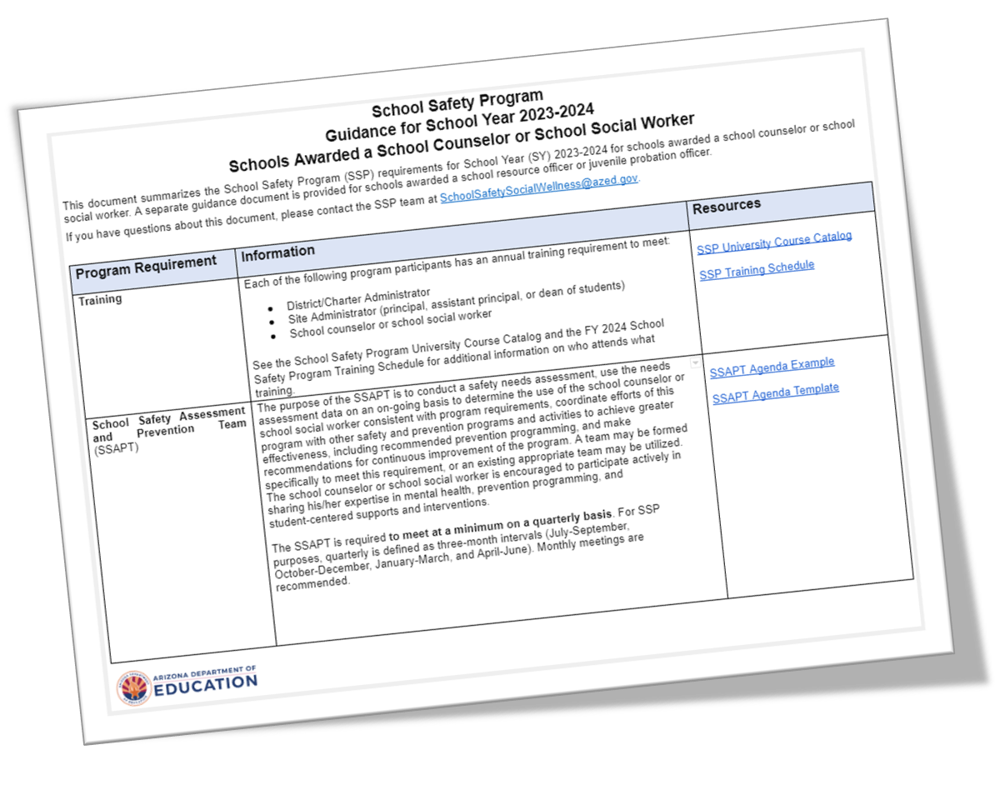 School Safety Program
Guidance for School Year 2023-2024
Schools Awarded a School Counselor or School Social Worker
This document summarizes the School Safety Program (SSP) requirements for School Year (SY) 2023-2024 for schools awarded a school counselor or school
social worker. A separate guidance document is provided for schools awarded a school resource officer or juvenile probation officer.
If you have questions about this document, please contact the SSP team at SchoolSafetySocialWellness@azed.gov.
Program Requirement
Information
Resources
Training
Each of the following program participants has an annual training requirement to meet:
• District/Charter Administrator
• Site Administrator (principal, assistant principal, or dean of students)
• School counselor or school social worker
See the School Safety Program University Course Catalog and the FY 2024 School
Safety Program Training Schedule for additional information on who attends what
training.
SSP University Course Catalog
SSP Training Schedule
School Safety Assessment
and Prevention Team
(SSAPT)
The purpose of the SSAPT is to conduct a safety needs assessment, use the needs
assessment data on an on-going basis to determine the use of the school counselor or
school social worker consistent with program requirements, coordinate efforts of this
program with other safety and prevention programs and activities to achieve greater
effectiveness, including recommended prevention programming, and make
recommendations for continuous improvement of the program. A team may be formed
specifically to meet this requirement, or an existing appropriate team may be utilized.
The school counselor or school social worker is encouraged to participate actively in
sharing his/her expertise in mental health, prevention programming, and
student-centered supports and interventions.
The SSAPT is required to meet at a minimum on a quarterly basis. For SSP
purposes, quarterly is defined as three-month intervals (July-September,
October-December, January-March, and April-June). Monthly meetings are
recommended.
SSAPT Agenda Example
SSAPT Agenda Template
ARIZONA DEPARTMENT OF
EDUCATION